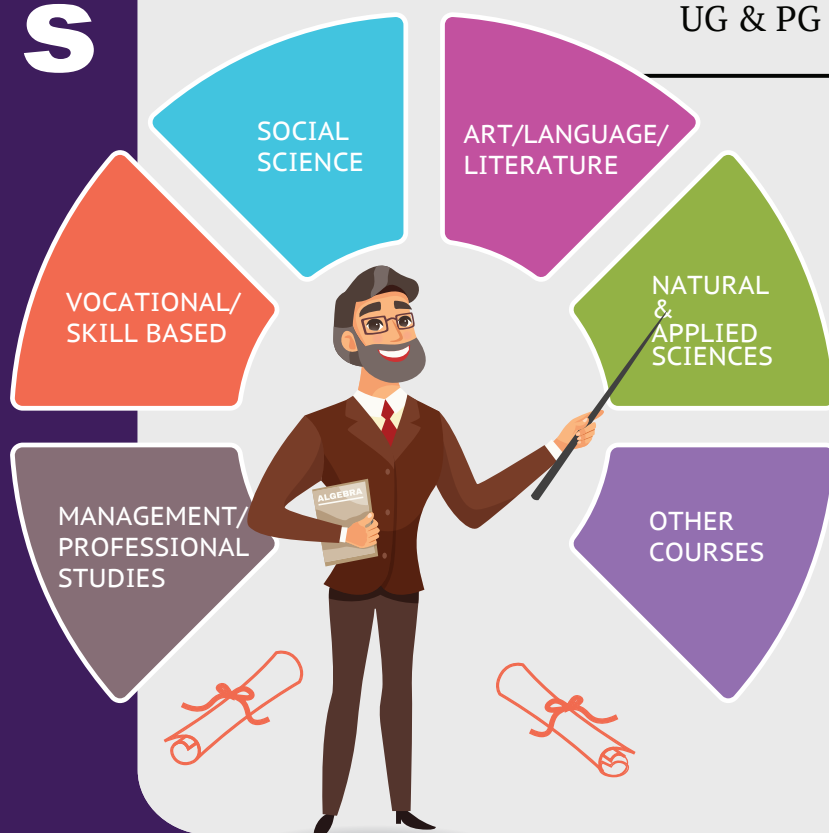 s
UG & PG
SOCIAL
SCIENCE
ART/LANGUAGE/
LITERATURE
VOCATIONAL/
SKILL BASED
NATURAL
&
APPLIED
SCIENCES
MANAGEMENT/
PROFESSIONAL
STUDIES
ALGEBRA
OTHER
COURSES